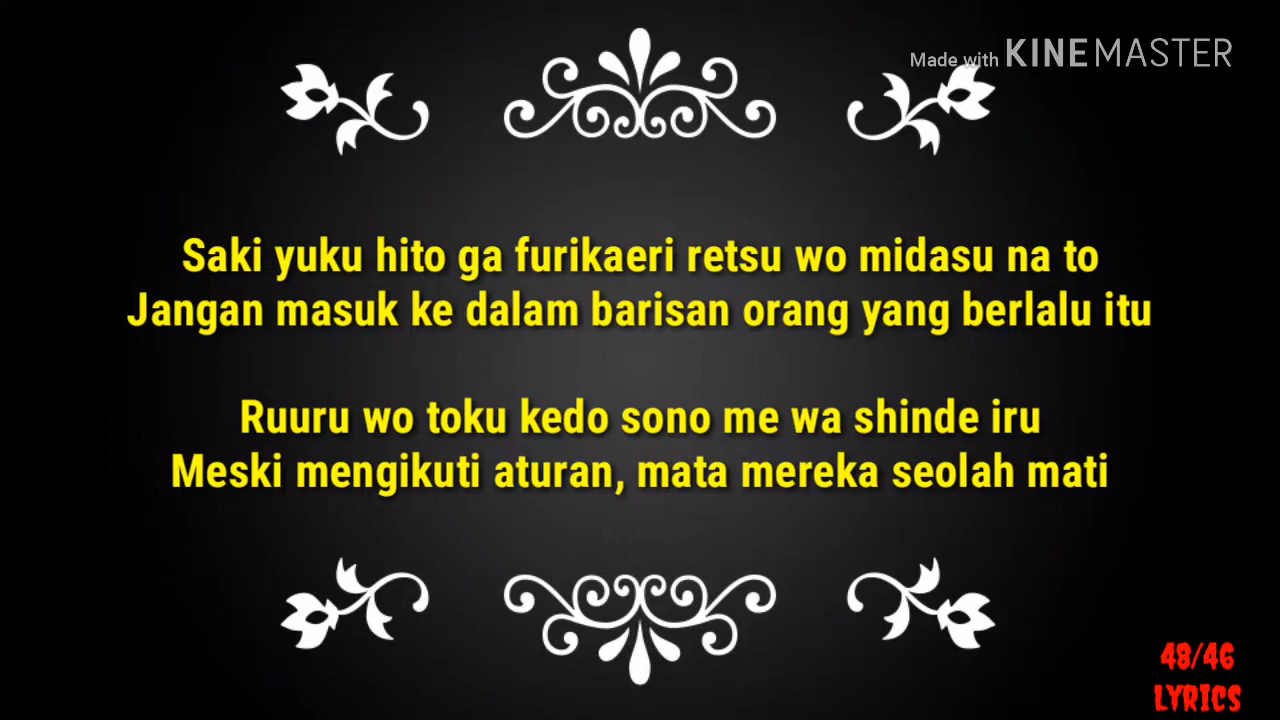 Made with KINEMASTER
Saki yuku hito ga furikaeri retsu wo midasu na to
Jangan masuk ke dalam barisan orang yang berlalu itu
Ruuru wo toku kedo sono me wa shinde iru
Meski mengikuti aturan, mata mereka seolah mati
48/46
LYRICS